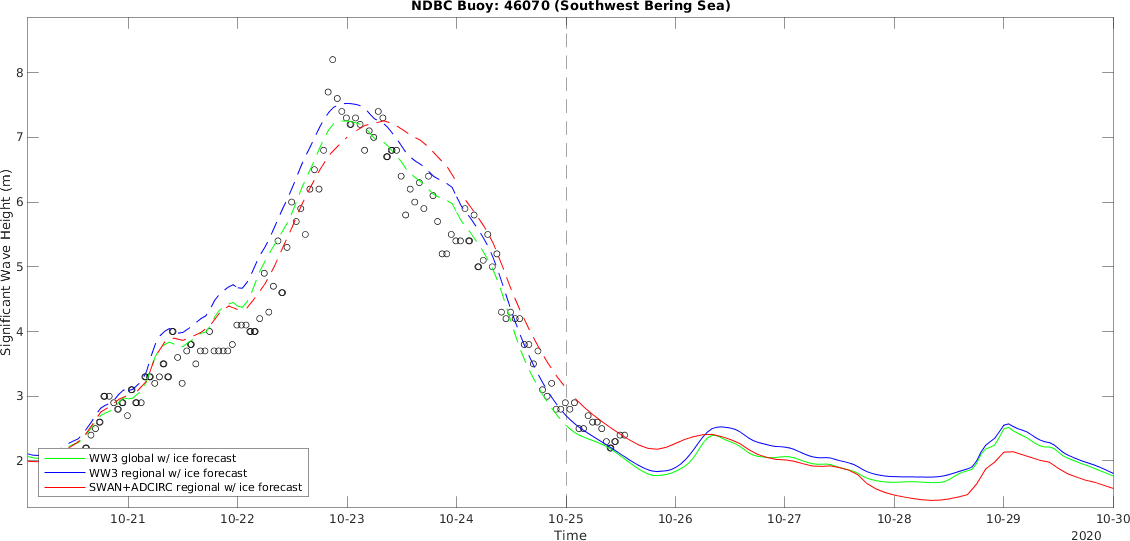 NDBC Buoy: 46070 (Southwest Bering Sea)
Significant Wave Height (m)
8
7
6
5
4
3
2
WW3 global w/ ice forecast
WW3 regional w/ ice forecast
SWAN+ADCIRC regional w/ ice forecast
10-21 10-22 10-23 10-24 10-25 10-26 10-27 10-28 10-29 10-30
Time
2020